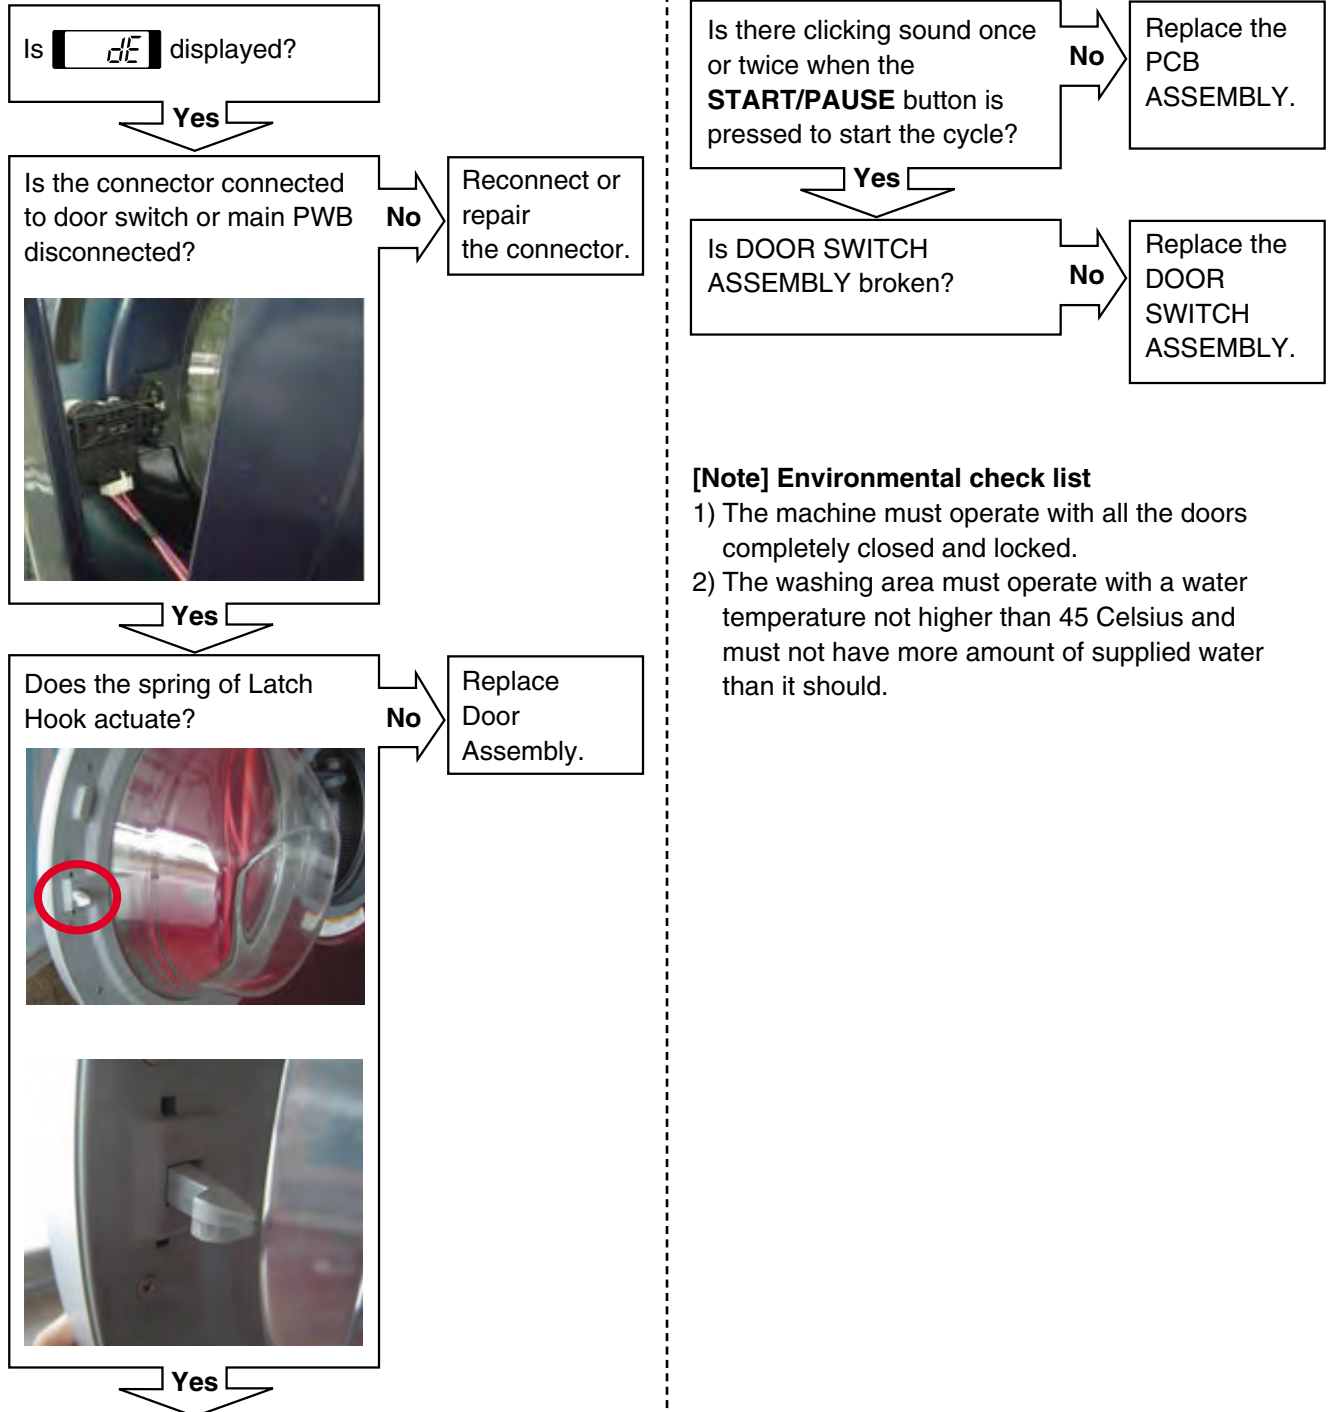 Is dE displayed?
Yes
Is the connector connected
to door switch or main PWB
disconnected?
No
Reconnect or
repair
the connector.
Yes
Does the spring of Latch
Hook actuate?
No
Replace
Door
Assembly.
Yes
Is there clicking sound once
or twice when the
START/PAUSE button is
pressed to start the cycle?
No
Replace the
PCB
ASSEMBLY.
Yes
Is DOOR SWITCH
ASSEMBLY broken?
No
Replace the
DOOR
SWITCH
ASSEMBLY.
[Note] Environmental check list
1) The machine must operate with all the doors
completely closed and locked.
2) The washing area must operate with a water
temperature not higher than 45 Celsius and
must not have more amount of supplied water
than it should.